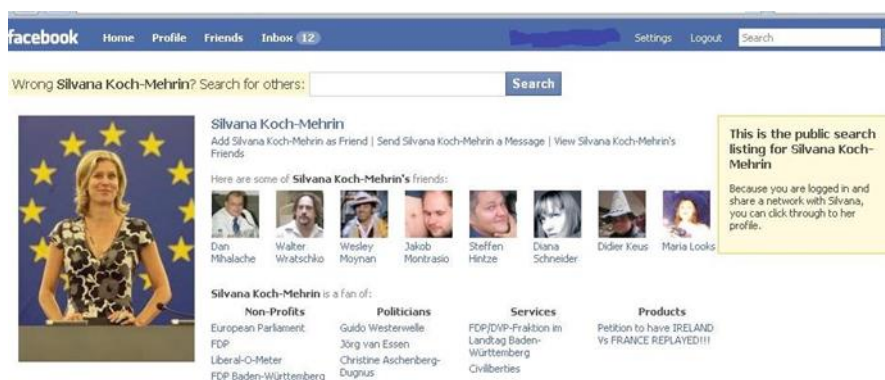 facebook Home Profile Friends Inbox 12 Settings Logout Search
Wrong Silvana Koch-Mehrin? Search for others: Search
Silvana Koch-Mehrin
Add Silvana Koch-Mehrin as Friend | Send Silvana Koch-Mehrin a Message | View Silvana Koch-Mehrin's
Friends
Here are some of Silvana Koch-Mehrin's friends:
Dan Mihalache
Walter Wratschko
Wesley Moynan
Jakob Montrasio
Steffen Hintze
Diana Schneider
Didier Keus
Maria Looks
Silvana Koch-Mehrin is a fan of:
Non-Profits
European Parliament
FDP
Liberal-O-Meter
FDP Baden-Württemberg
Politicians
Guido Westerwelle
Jörg van Essen
Christine Aschenberg-
Dugnus
Services
FDP/DVP-Fraktion im
Landtag Baden-
Württemberg
Civiliberties
Products
Petition to have IRELAND
Vs FRANCE REPLAYED!!!
This is the public search
listing for Silvana Koch-
Mehrin
Because you are logged in and
share a network with Silvana,
you can click through to her
profile.